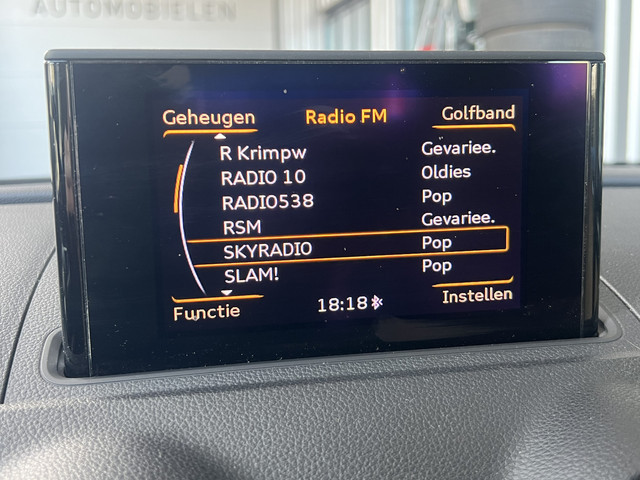 AUTOMOBIELEN
Geheugen Radio FM Golfband
R Krimpw Gevariee.
RADIO 10 Oldies
RADIO538 Pop
RSM Gevariee.
SKYRADIO Pop
SLAM! Pop
Functie 18:18 Instellen